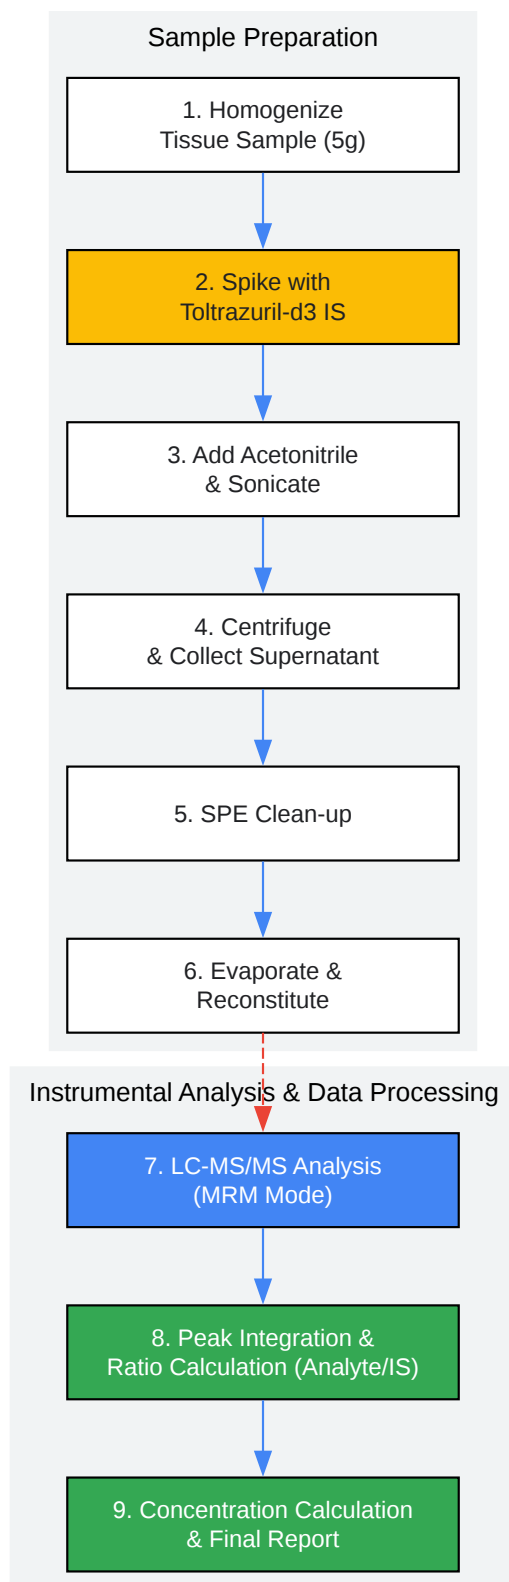 Sample Preparation
1. Homogenize
Tissue Sample (5g)
2. Spike with
Toltrazuril-d3 IS
3. Add Acetonitrile
& Sonicate
4. Centrifuge
& Collect Supernatant
5. SPE Clean-up
6. Evaporate &
Reconstitute
Instrumental Analysis & Data Processing
7. LC-MS/MS Analysis
(MRM Mode)
8. Peak Integration &
Ratio Calculation (Analyte/IS)
9. Concentration Calculation
& Final Report